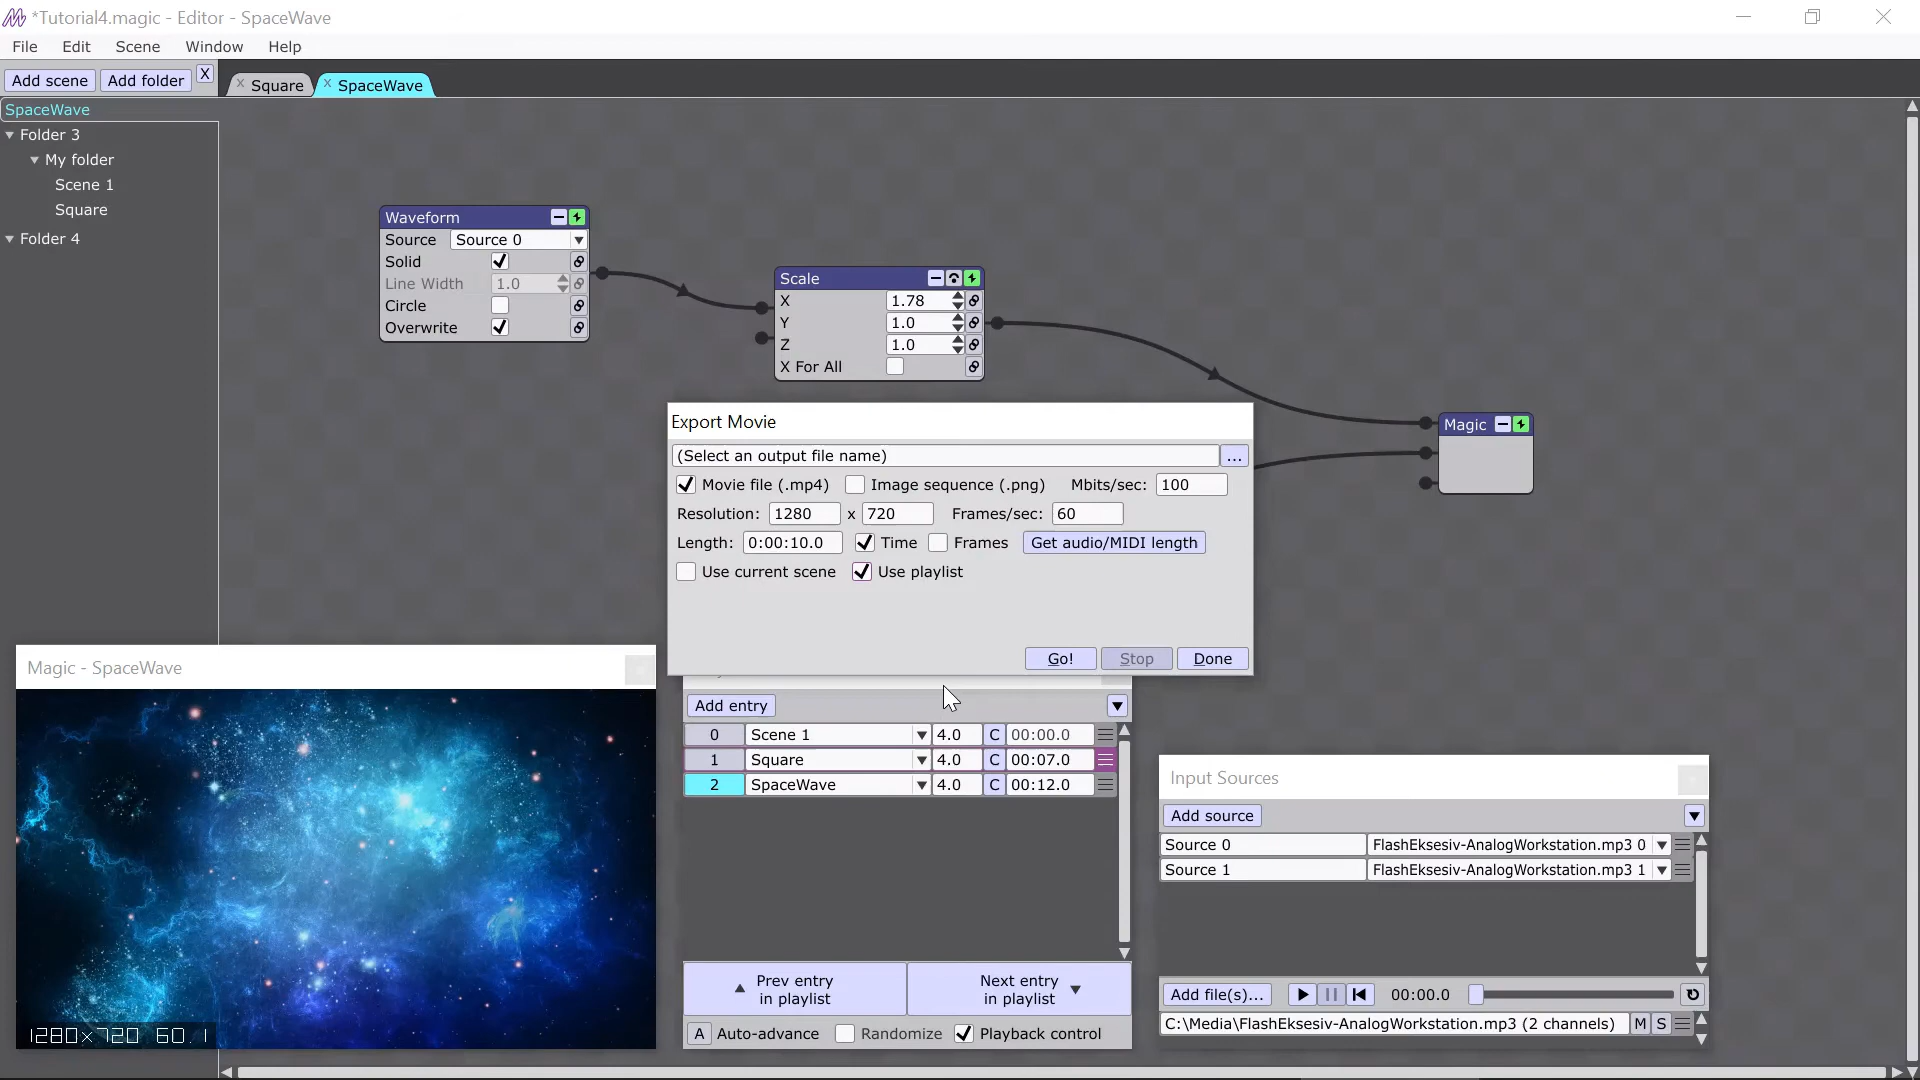 *Tutorial4.magic - Editor - SpaceWave
File Edit Scene Window Help
Add scene Add folder X
x Square x SpaceWave
SpaceWave
Folder 3
My folder
Scene 1
Square
Folder 4
Waveform
Source Source 0
Solid
Line Width 1.0
Circle
Overwrite
Scale
X 1.78
Y 1.0
Z 1.0
X For All
Magic
Export Movie
(Select an output file name) ...
Movie file (.mp4) Image sequence (.png) Mbits/sec: 100
Resolution: 1280 x 720 Frames/sec: 60
Length: 0:00:10.0 Time Frames Get audio/MIDI length
Use current scene Use playlist
Go! Stop Done
Magic - SpaceWave
1280x720 60.1
Add entry
0 Scene 1 4.0 C 00:00.0
1 Square 4.0 C 00:07.0
2 SpaceWave 4.0 C 00:12.0
Prev entry
in playlist
Next entry
in playlist
A Auto-advance Randomize Playback control
Input Sources
Add source
Source 0 FlashEksesiv-AnalogWorkstation.mp3 0
Source 1 FlashEksesiv-AnalogWorkstation.mp3 1
Add file(s)... 00:00.0
C:\Media\FlashEksesiv-AnalogWorkstation.mp3 (2 channels) M S